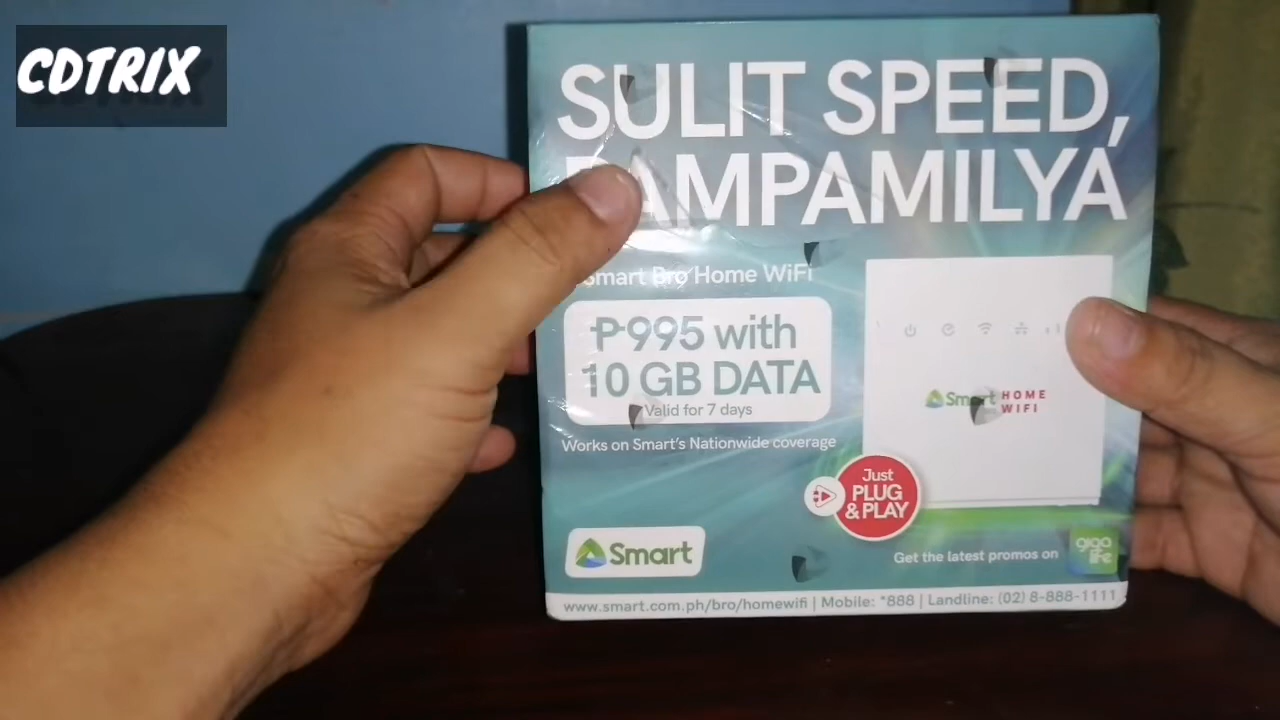 CDTRIX
SULIT SPEED,
PAMPAMILYA
Smart Bro Home WiFi
₱995 with
10 GB DATA
Valid for 7 days
Works on Smart's Nationwide coverage
Smart HOME
WIFI
Just
PLUG
& PLAY
Smart
Get the latest promos on
giga
life
www.smart.com.ph/bro/homewifi | Mobile: *888 | Landline: (02) 8-888-1111